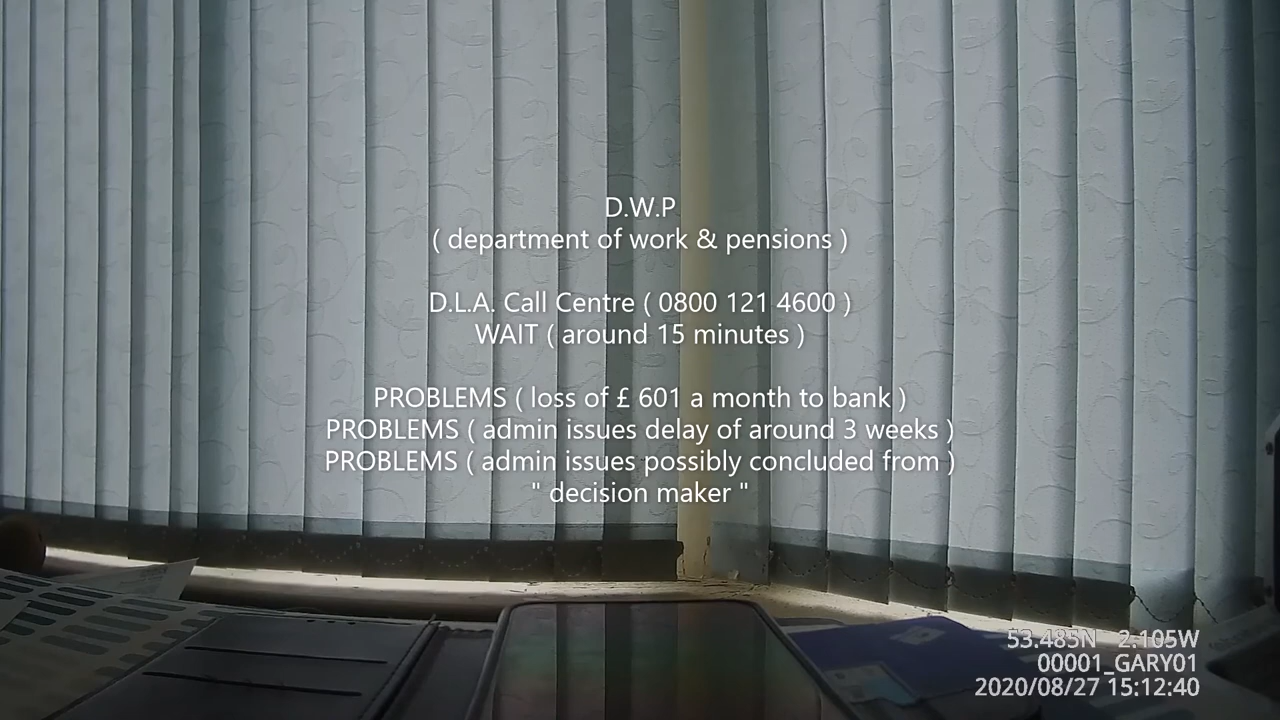 D.W.P
( department of work & pensions )
D.L.A. Call Centre ( 0800 121 4600 )
WAIT ( around 15 minutes )
PROBLEMS ( loss of £ 601 a month to bank )
PROBLEMS ( admin issues delay of around 3 weeks )
PROBLEMS ( admin issues possibly concluded from )
" decision maker "
53.485N 2.105W
00001_GARY01
2020/08/27 15:12:40